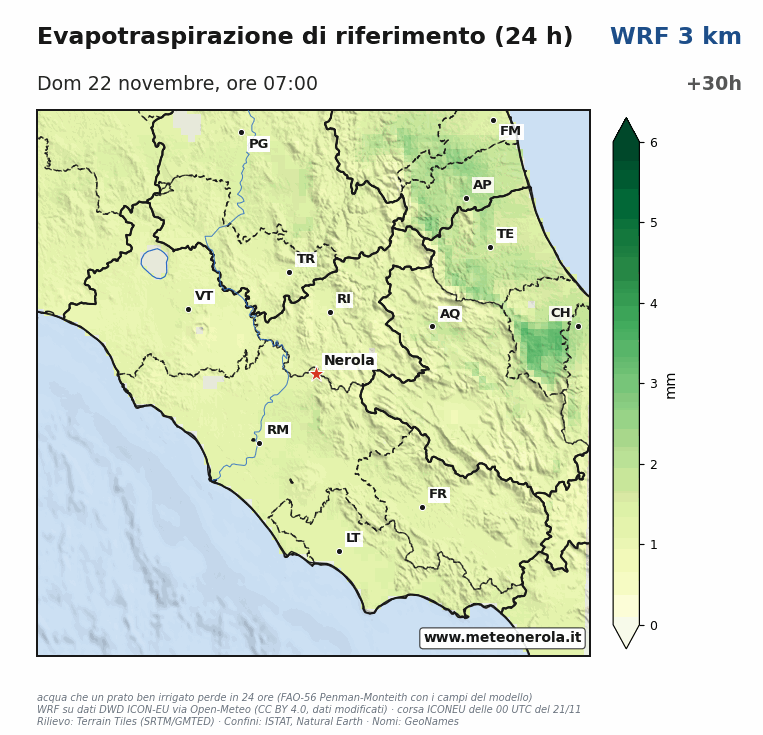 Evapotraspirazione di riferimento (24 h)
WRF 3 km
Dom 22 novembre, ore 07:00
+30h
FM
PG
AP
TE
TR
VT
RI
AQ
CH
Nerola
RM
FR
LT
www.meteonerola.it
6
5
4
3
2
1
0
mm
acqua che un prato ben irrigato perde in 24 ore (FAO-56 Penman-Monteith con i campi del modello)
WRF su dati DWD ICON-EU via Open-Meteo (CC BY 4.0, dati modificati) · corsa ICONEU delle 00 UTC del 21/11
Rilievo: Terrain Tiles (SRTM/GMTED) · Confini: ISTAT, Natural Earth · Nomi: GeoNames